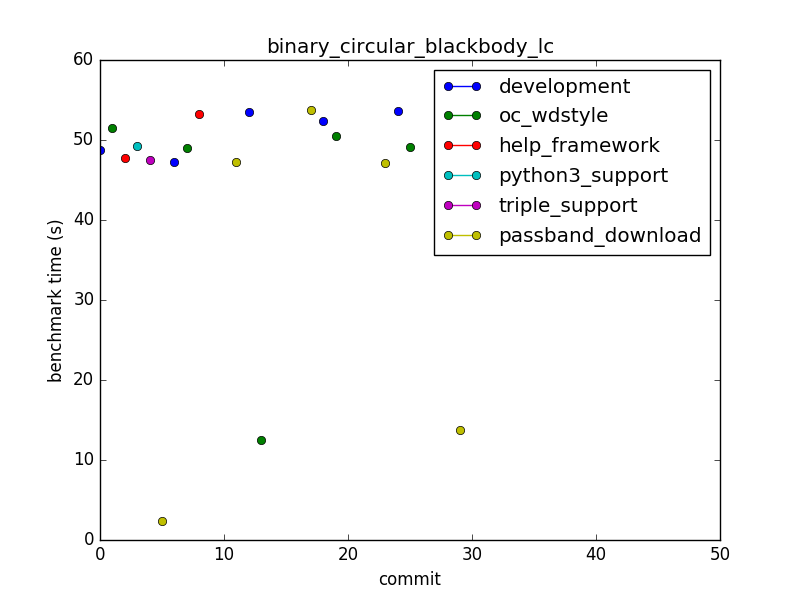 binary_circular_blackbody_lc
60
50
40
30
20
10
0
benchmark time (s)
development
oc_wdstyle
help_framework
python3_support
triple_support
passband_download
0 10 20 30 40 50
commit